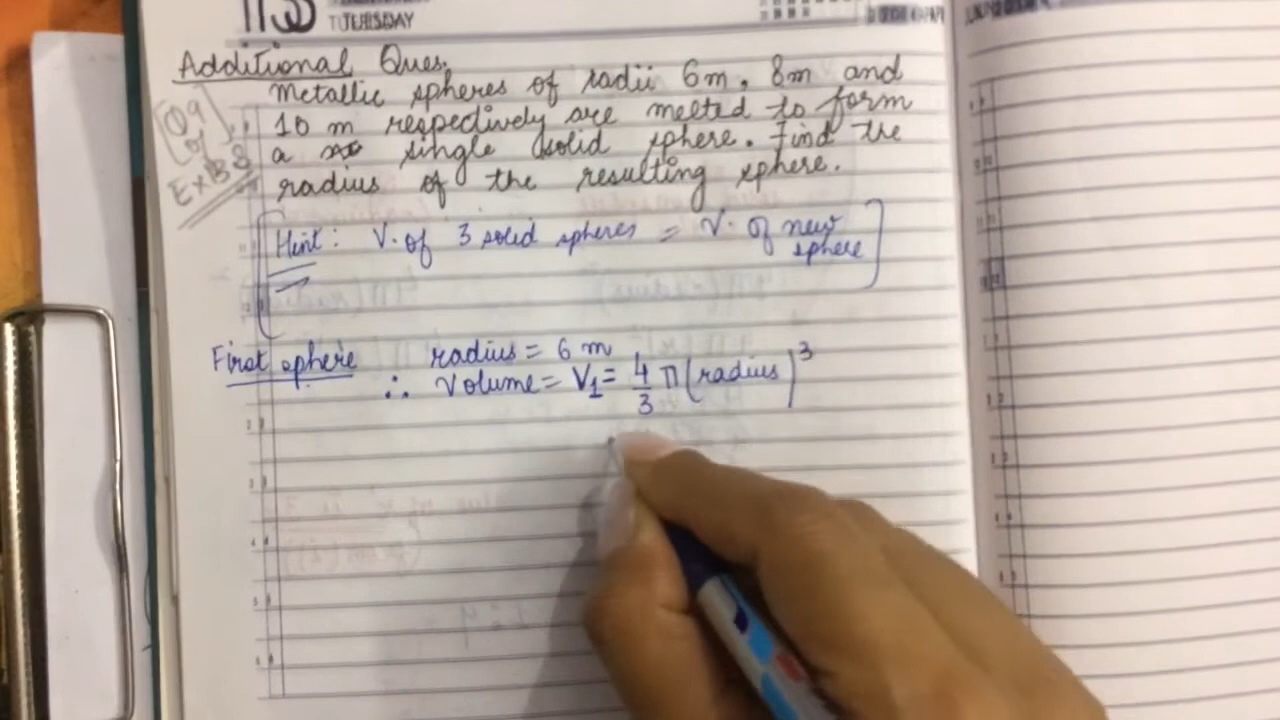 TUESDAY
Additional Ques.
Metallic spheres of radii 6m, 8m and
10 m respectively are melted to form
a single solid sphere. Find the
radius of the resulting sphere.
Q9
of
Ex
Hint: V. of 3 solid spheres = V. of new
sphere
First sphere radius = 6 m
∴ Volume = V₁ = 4/3 π (radius)³